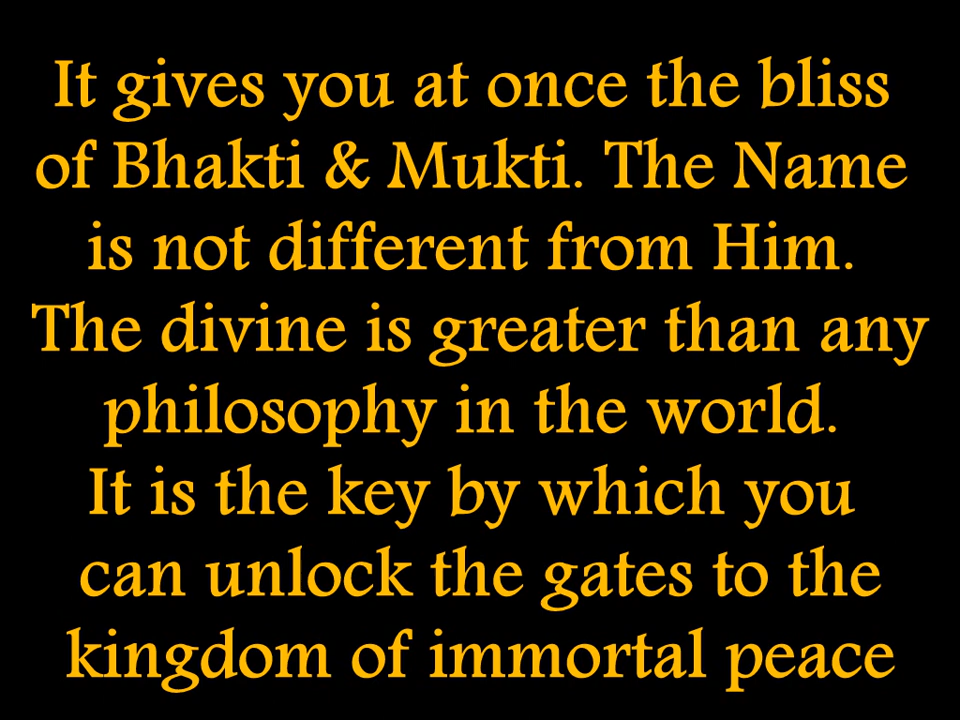 It gives you at once the bliss
of Bhakti & Mukti. The Name
is not different from Him.
The divine is greater than any
philosophy in the world.
It is the key by which you
can unlock the gates to the
kingdom of immortal peace